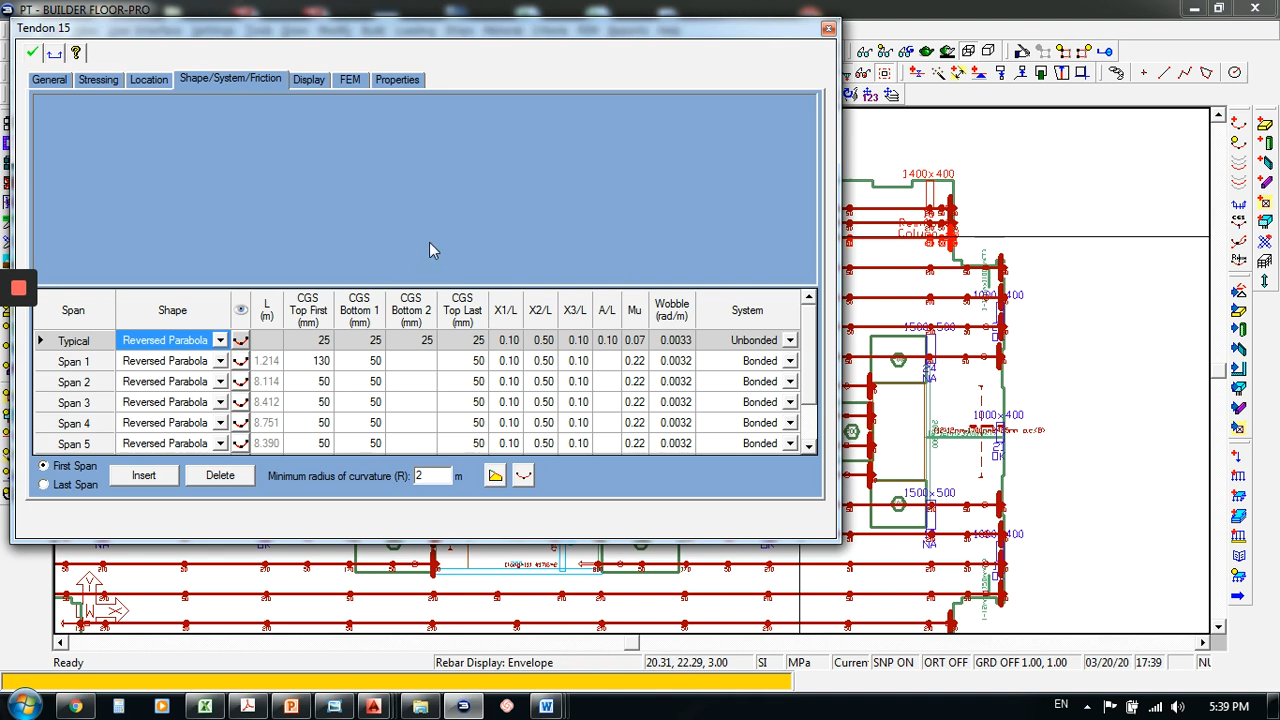 PT - BUILDER FLOOR-PRO
Tendon 15
General Stressing Location Shape/System/Friction Display FEM Properties
Span Shape L (m) CGS Top First (mm) CGS Bottom 1 (mm) CGS Bottom 2 (mm) CGS Top Last (mm) X1/L X2/L X3/L A/L Mu Wobble (rad/m) System
Typical Reversed Parabola 25 25 25 25 0.10 0.50 0.10 0.10 0.07 0.0033 Unbonded
Span 1 Reversed Parabola 1.214 130 50 50 0.10 0.50 0.10 0.22 0.0032 Bonded
Span 2 Reversed Parabola 8.114 50 50 50 0.10 0.50 0.10 0.22 0.0032 Bonded
Span 3 Reversed Parabola 8.412 50 50 50 0.10 0.50 0.10 0.22 0.0032 Bonded
Span 4 Reversed Parabola 8.751 50 50 50 0.10 0.50 0.10 0.22 0.0032 Bonded
Span 5 Reversed Parabola 8.390 50 50 50 0.10 0.50 0.10 0.22 0.0032 Bonded
First Span
Last Span
Insert Delete Minimum radius of curvature (R): 2 m
123
1400x400
1500x500
NA
1000x400
1500x500
NA
Ready Rebar Display: Envelope 20.31, 22.29, 3.00 SI MPa Curren SNP ON ORT OFF GRD OFF 1.00, 1.00 03/20/20 17:39 NU
EN 5:39 PM